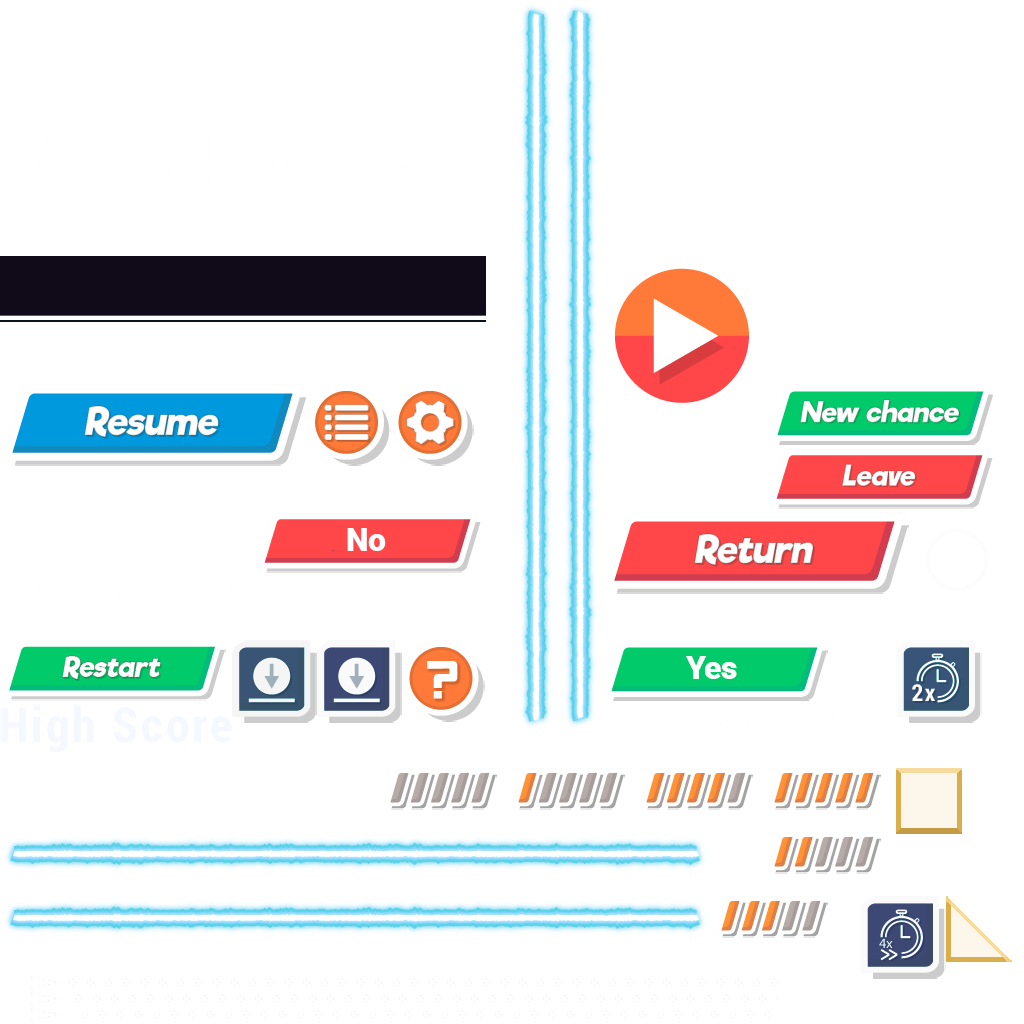 Resume
New chance
Leave
No
Return
Restart
?
Yes
2x
High Score
4x